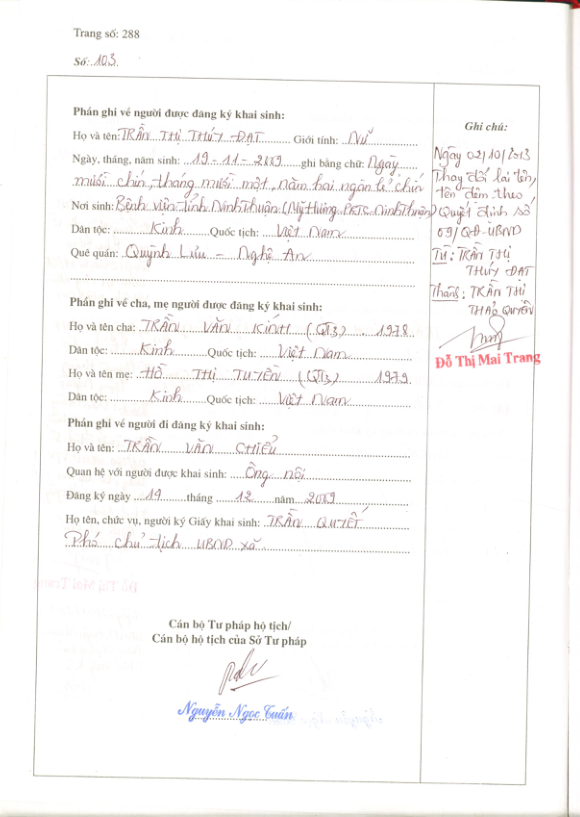 Trang số: 288
Số: 103
Phần ghi về người được đăng ký khai sinh:
Họ và tên: TRẦN THỊ THÚY ĐẠT Giới tính: Nữ
Ngày, tháng, năm sinh: 19-11-2009 ghi bằng chữ: Ngày
mười chín, tháng mười một, năm hai ngàn lẻ chín
Nơi sinh: Bệnh viện tỉnh Ninh Thuận (Mỹ Hương, PRTC, Ninh Thuận)
Dân tộc: Kinh Quốc tịch: Việt Nam
Quê quán: Quỳnh Lưu - Nghệ An
Phần ghi về cha, mẹ người được đăng ký khai sinh:
Họ và tên cha: TRẦN VĂN KÍNH 1978
Dân tộc: Kinh Quốc tịch: Việt Nam
Họ và tên mẹ: HỒ THỊ TUYỀN 1979
Dân tộc: Kinh Quốc tịch: Việt Nam
Phần ghi về người đi đăng ký khai sinh:
Họ và tên: TRẦN VĂN CHIỂU
Quan hệ với người được khai sinh: Ông nội
Đăng ký ngày 19 tháng 12 năm 2009
Họ tên, chức vụ, người ký Giấy khai sinh: TRẦN QUYẾT
Phó chủ tịch UBND xã
Cán bộ Tư pháp hộ tịch/
Cán bộ hộ tịch của Sở Tư pháp
Nguyễn Ngọc Tuấn
Ghi chú:
Ngày 02/10/2013
Thay đổi lại tên,
tên đệm theo
Quyết định số
09/QĐ-UBND
Từ: TRẦN THỊ
THÚY ĐẠT
Thành: TRẦN THỊ
THẢO QUYÊN
Đỗ Thị Mai Trang